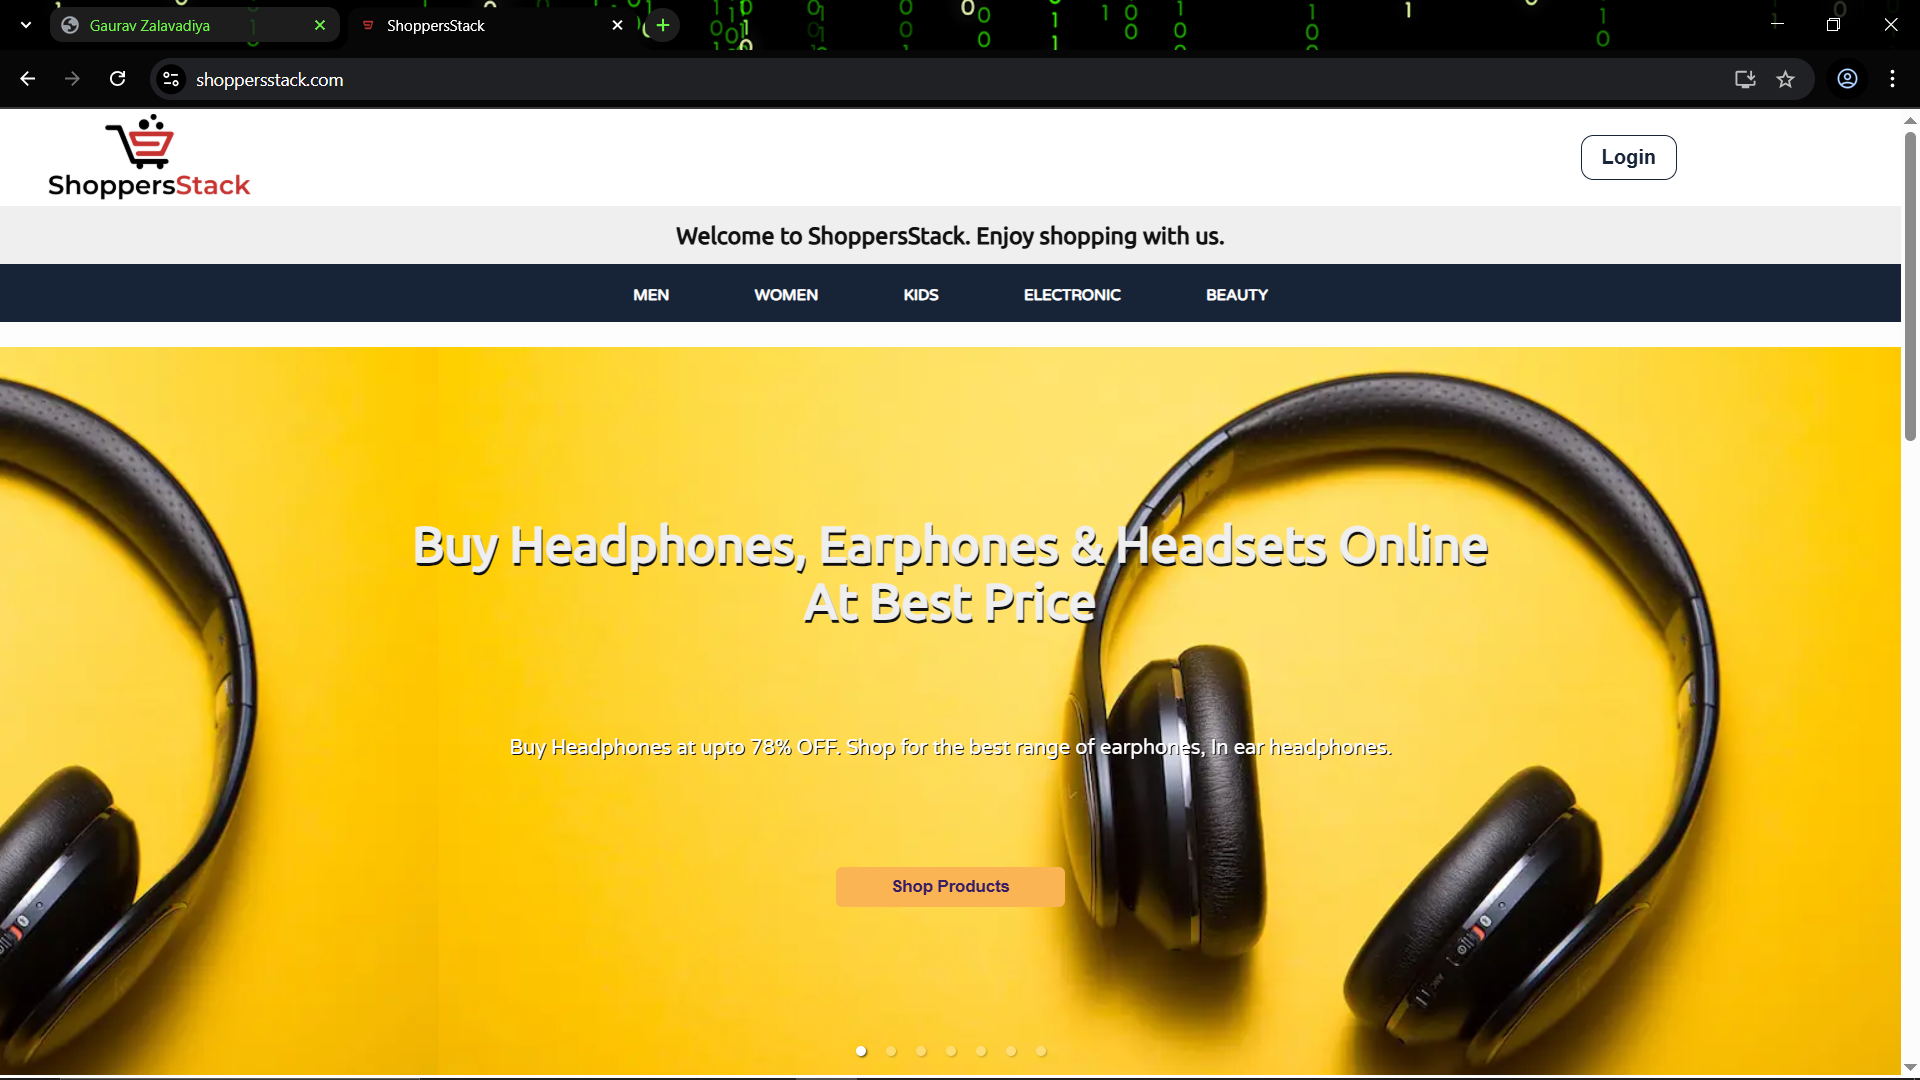 Gaurav Zalavadiya
ShoppersStack
shoppersstack.com
ShoppersStack
Login
Welcome to ShoppersStack. Enjoy shopping with us.
MEN WOMEN KIDS ELECTRONIC BEAUTY
Buy Headphones, Earphones & Headsets Online
At Best Price
Buy Headphones at upto 78% OFF. Shop for the best range of earphones, In ear headphones.
Shop Products